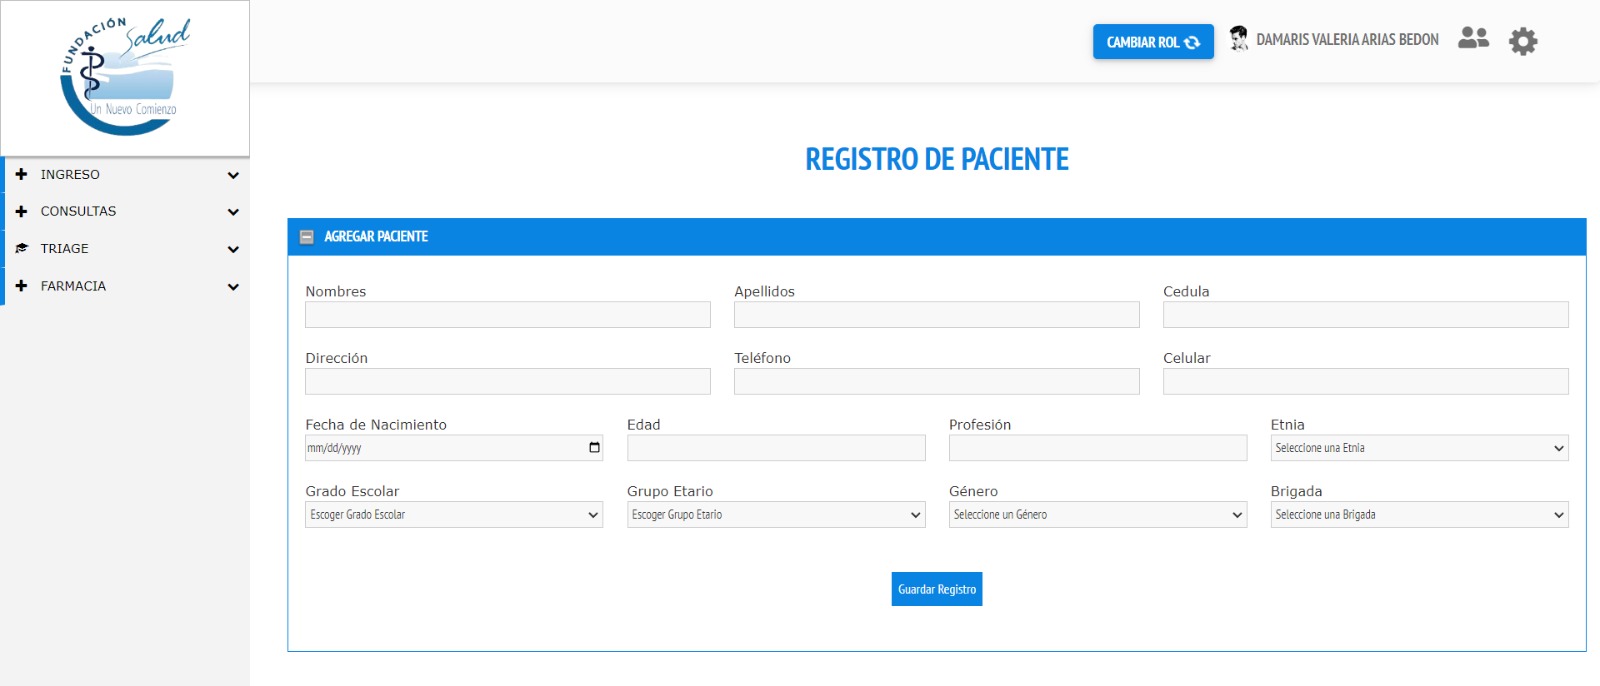 FUNDACIÓN
Salud
Un Nuevo Comienzo
CAMBIAR ROL
DAMARIS VALERIA ARIAS BEDON
INGRESO
CONSULTAS
TRIAGE
FARMACIA
REGISTRO DE PACIENTE
AGREGAR PACIENTE
Nombres Apellidos Cedula
Dirección Teléfono Celular
Fecha de Nacimiento Edad Profesión Etnia
mm/dd/yyyy Seleccione una Etnia
Grado Escolar Grupo Etario Género Brigada
Escoger Grado Escolar Escoger Grupo Etario Seleccione un Género Seleccione una Brigada
Guardar Registro